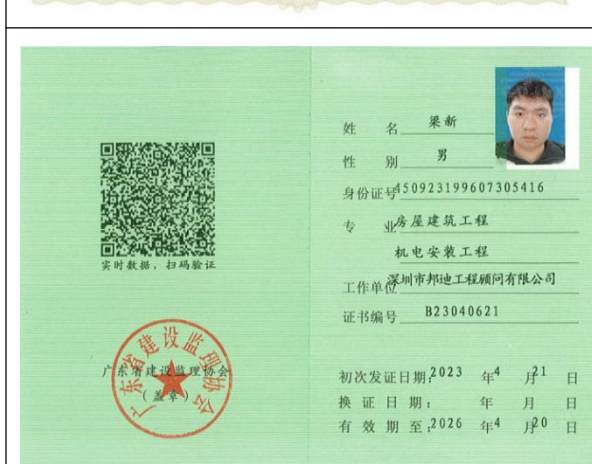 实时数据，扫码验证
广东省建设监理协会
（盖章）
广东省建设监理协会
姓 名 梁新
性 别 男
身份证号 450923199607305416
专 业 房屋建筑工程
机电安装工程
工作单位 深圳市邦迪工程顾问有限公司
证书编号 B23040621
初次发证日期：2023 年 4 月 21 日
换 证 日 期： 年 月 日
有 效 期 至：2026 年 4 月 20 日